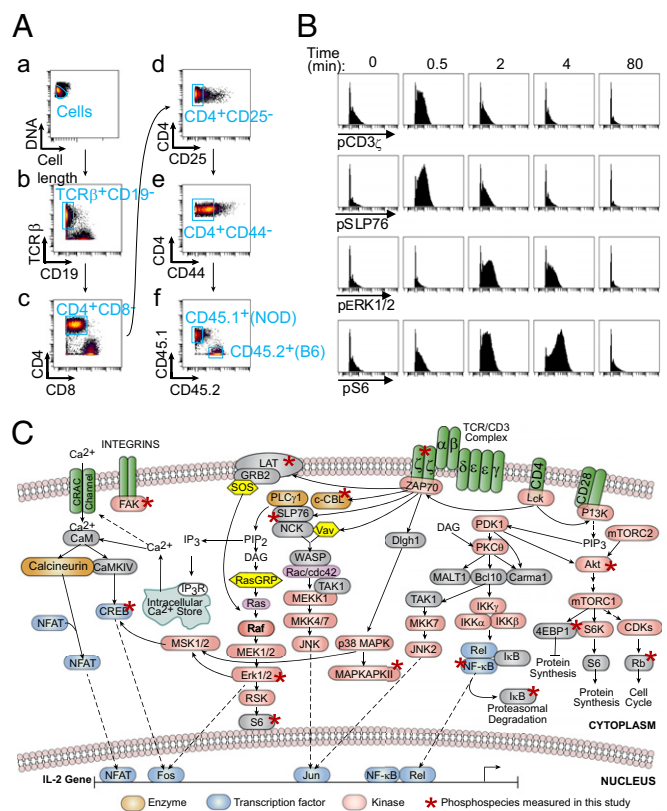 A
a
DNA
Cells
Cell
length
b
TCRβ
TCRβ+CD19-
CD19
c
CD4
CD4+CD8-
CD8
d
CD4
CD4+CD25-
CD25
e
CD4
CD4+CD44-
CD44
f
CD45.1
CD45.1+(NOD)
CD45.2+(B6)
CD45.2
B
Time
(min): 0 0.5 2 4 80
pCD3ζ
pSLP76
pERK1/2
pS6
C
TCR/CD3
Complex
Ca2+
INTEGRINS
CRAC
Channel
FAK
LAT
GRB2
SOS
PLCγ1
c-CBL
SLP76
NCK
Vav
ζ ζ
α β
δ ε ε γ
ZAP70
CD4
Lck
CD28
P13K
Ca2+
CaM
Calcineurin
CaMKIV
Ca2+
IP3
PIP2
DAG
IP3R
Intracellular
Ca2+ Store
RasGRP
Ras
Raf
MEK1/2
Erk1/2
RSK
S6
WASP
Rac/cdc42
TAK1
MEKK1
MKK4/7
JNK
Dlgh1
p38 MAPK
MAPKAPKII
MSK1/2
CREB
NFAT
NFAT
DAG
PDK1
PKCθ
MALT1
Bcl10
Carma1
TAK1
MKK7
JNK2
IKKγ
IKKα
IKKβ
Rel
NF-κB
IκB
IκB
Proteasomal
Degradation
PIP3
mTORC2
Akt
mTORC1
4EBP1
S6K
CDKs
Protein
Synthesis
S6
Rb
Protein
Synthesis
Cell
Cycle
CYTOPLASM
NUCLEUS
IL-2 Gene
NFAT
Fos
Jun
NF-κB
Rel
Enzyme
Transcription factor
Kinase
* Phosphospecies measured in this study